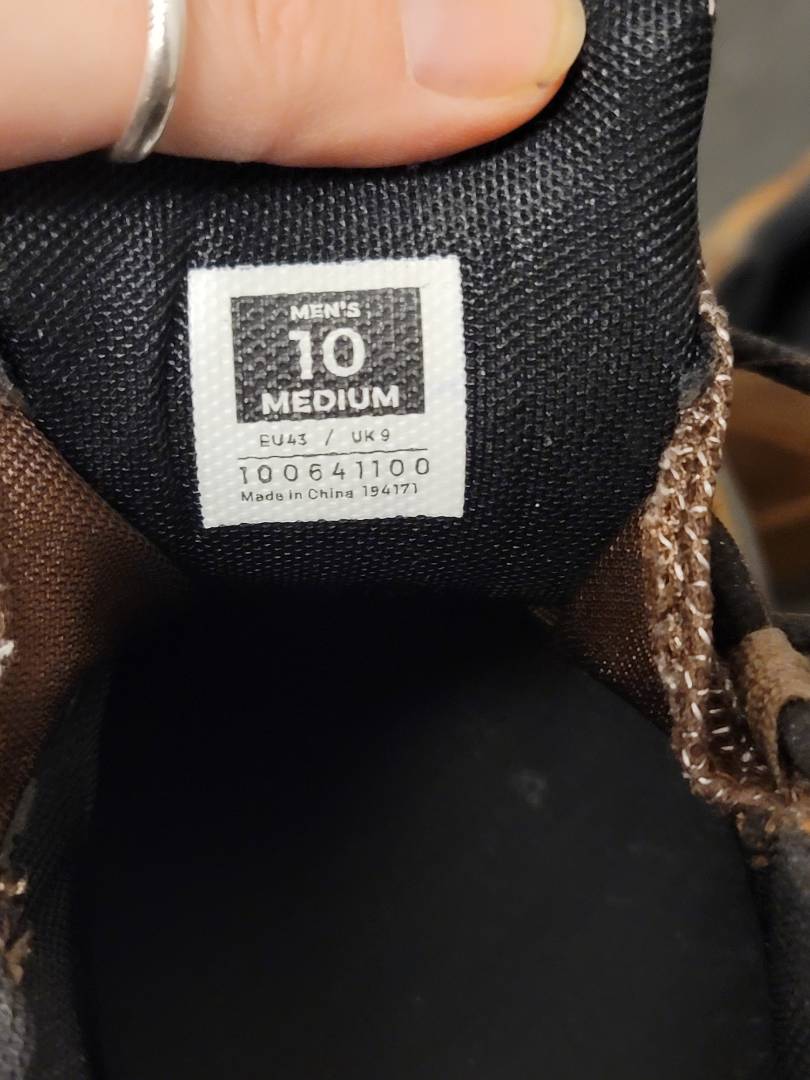 MEN'S
10
MEDIUM
EU43 / UK 9
100641100
Made in China 194171